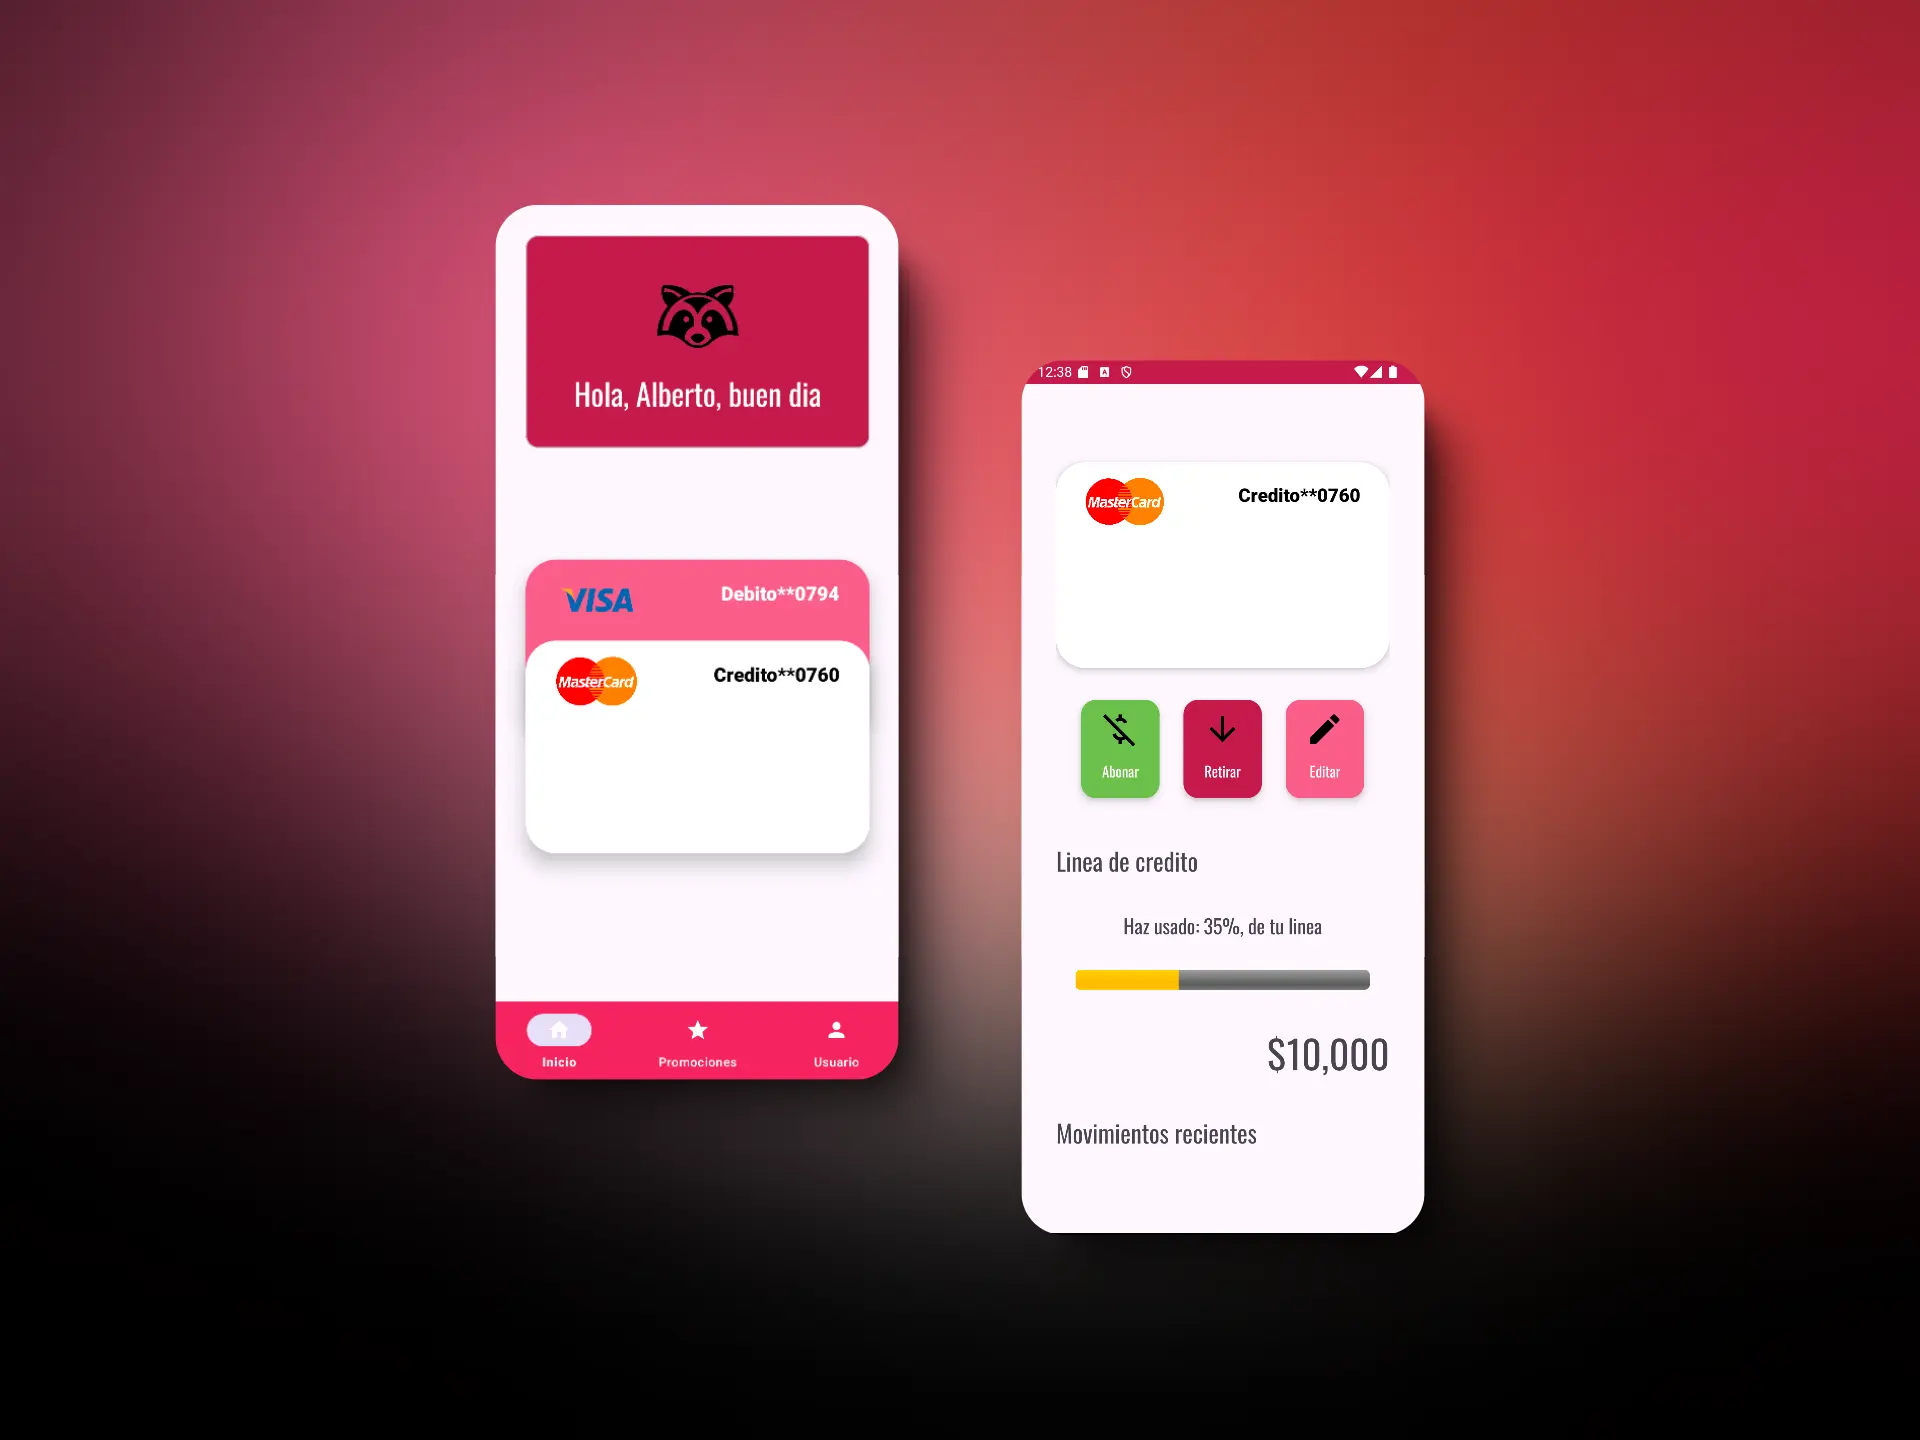 Hola, Alberto, buen dia
VISA
Debito**0794
MasterCard
Credito**0760
Inicio
Promociones
Usuario
12:38
MasterCard
Credito**0760
Abonar
Retirar
Editar
Linea de credito
Haz usado: 35%, de tu linea
$10,000
Movimientos recientes